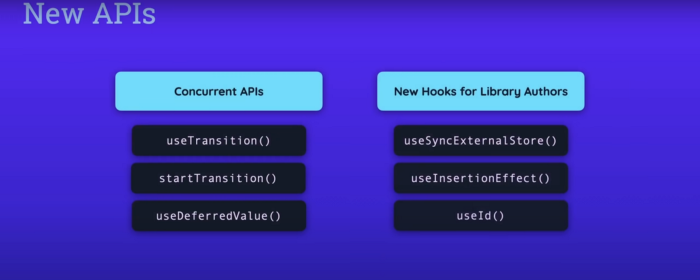 New APIs
Concurrent APIs
useTransition()
startTransition()
useDeferredValue()
New Hooks for Library Authors
useSyncExternalStore()
useInsertionEffect()
useId()